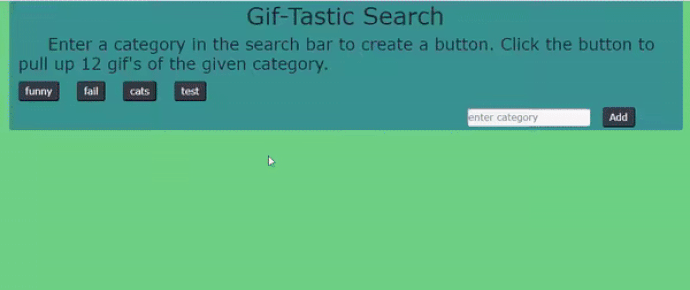 Gif-Tastic Search
Enter a category in the search bar to create a button. Click the button to
pull up 12 gif's of the given category.
funny fail cats test
enter category Add